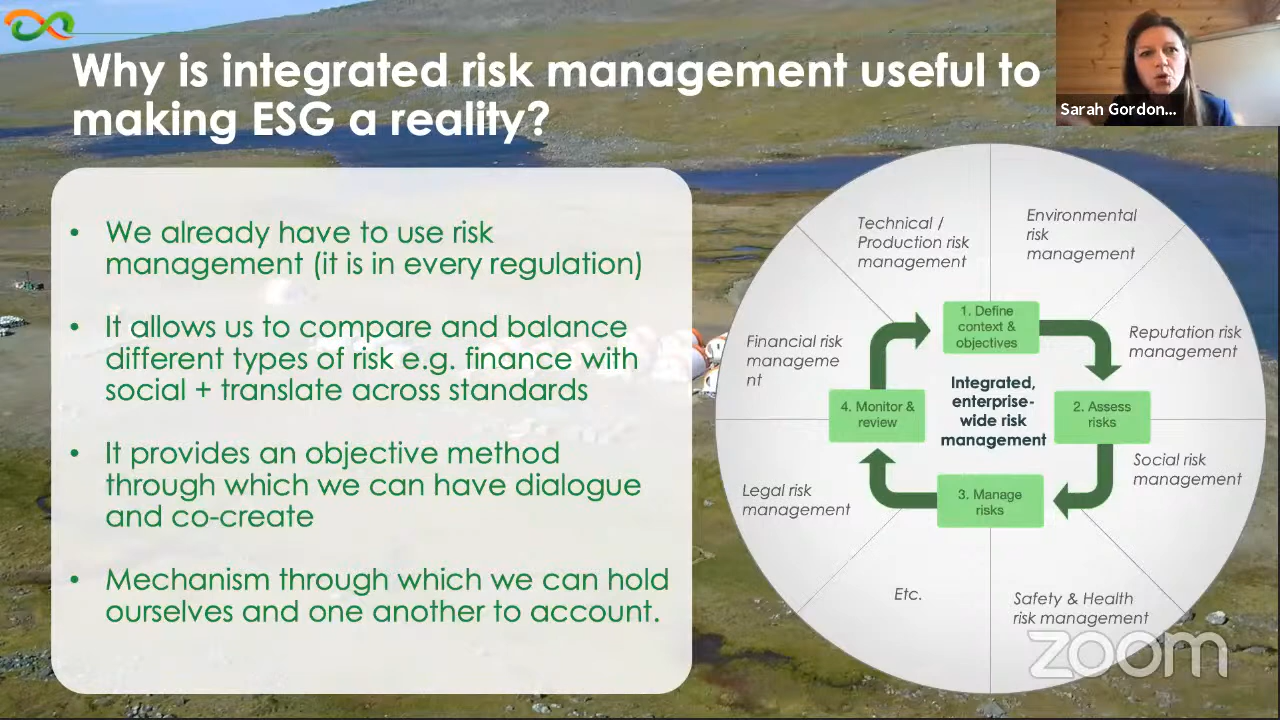 Why is integrated risk management useful to
making ESG a reality?
Sarah Gordon...
• We already have to use risk
management (it is in every regulation)
• It allows us to compare and balance
different types of risk e.g. finance with
social + translate across standards
• It provides an objective method
through which we can have dialogue
and co-create
• Mechanism through which we can hold
ourselves and one another to account.
Technical /
Production risk
management
Environmental
risk
management
Financial risk
manageme
nt
Reputation risk
management
1. Define
context &
objectives
4. Monitor &
review
Integrated,
enterprise-
wide risk
management
2. Assess
risks
3. Manage
risks
Legal risk
management
Social risk
management
Etc.
Safety & Health
risk management
zoom